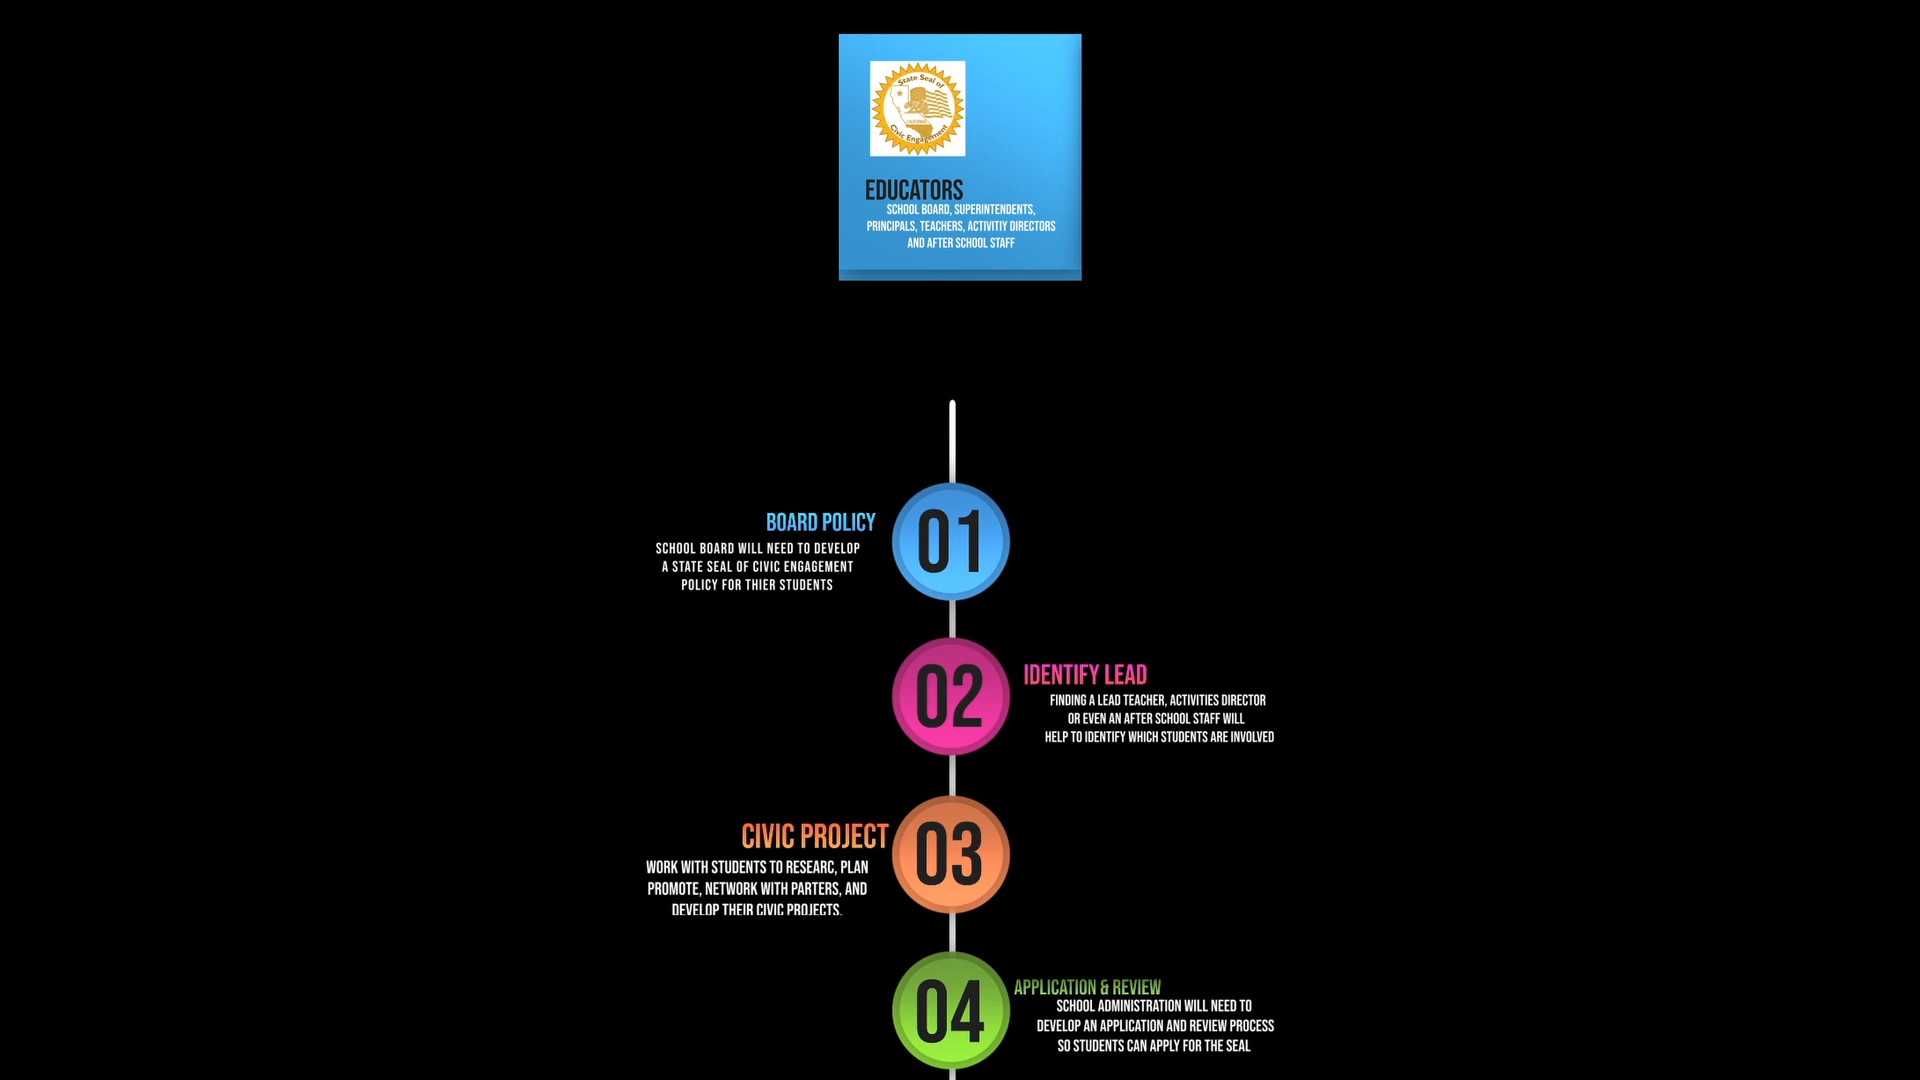 State Seal of
CALIFORNIA
Civic Engagement
EDUCATORS
SCHOOL BOARD, SUPERINTENDENTS,
PRINCIPALS, TEACHERS, ACTIVITIY DIRECTORS
AND AFTER SCHOOL STAFF
01
BOARD POLICY
SCHOOL BOARD WILL NEED TO DEVELOP
A STATE SEAL OF CIVIC ENGAGEMENT
POLICY FOR THIER STUDENTS
02
IDENTIFY LEAD
FINDING A LEAD TEACHER, ACTIVITIES DIRECTOR
OR EVEN AN AFTER SCHOOL STAFF WILL
HELP TO IDENTIFY WHICH STUDENTS ARE INVOLVED
03
CIVIC PROJECT
WORK WITH STUDENTS TO RESEARC, PLAN
PROMOTE, NETWORK WITH PARTERS, AND
DEVELOP THEIR CIVIC PROJECTS.
04
APPLICATION & REVIEW
SCHOOL ADMINISTRATION WILL NEED TO
DEVELOP AN APPLICATION AND REVIEW PROCESS
SO STUDENTS CAN APPLY FOR THE SEAL